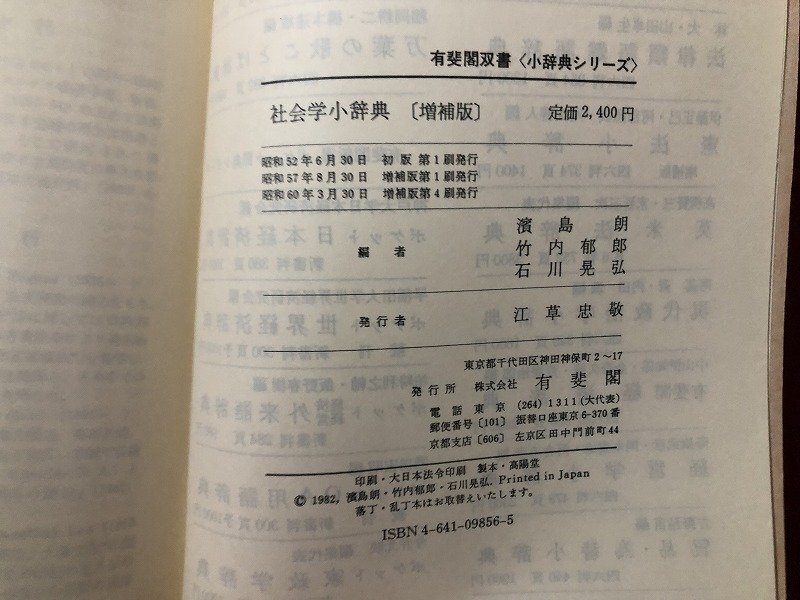 有斐閣双書〈小辞典シリーズ〉
社会学小辞典〔増補版〕 定価2,400円
昭和52年6月30日 初版第1刷発行
昭和57年8月30日 増補版第1刷発行
昭和60年3月30日 増補版第4刷発行
濱島朗
編者 竹内郁郎
石川晃弘
発行者 江草忠敬
東京都千代田区神田神保町2〜17
発行所 株式会社 有斐閣
電話 東京 (264) 1311(大代表)
郵便番号〔101〕振替口座東京6-370番
京都支店〔606〕左京区田中門前町44
印刷・大日本法令印刷 製本・高陽堂
© 1982, 濱島朗・竹内郁郎・石川晃弘. Printed in Japan
落丁・乱丁本はお取替えいたします。
ISBN 4-641-09856-5